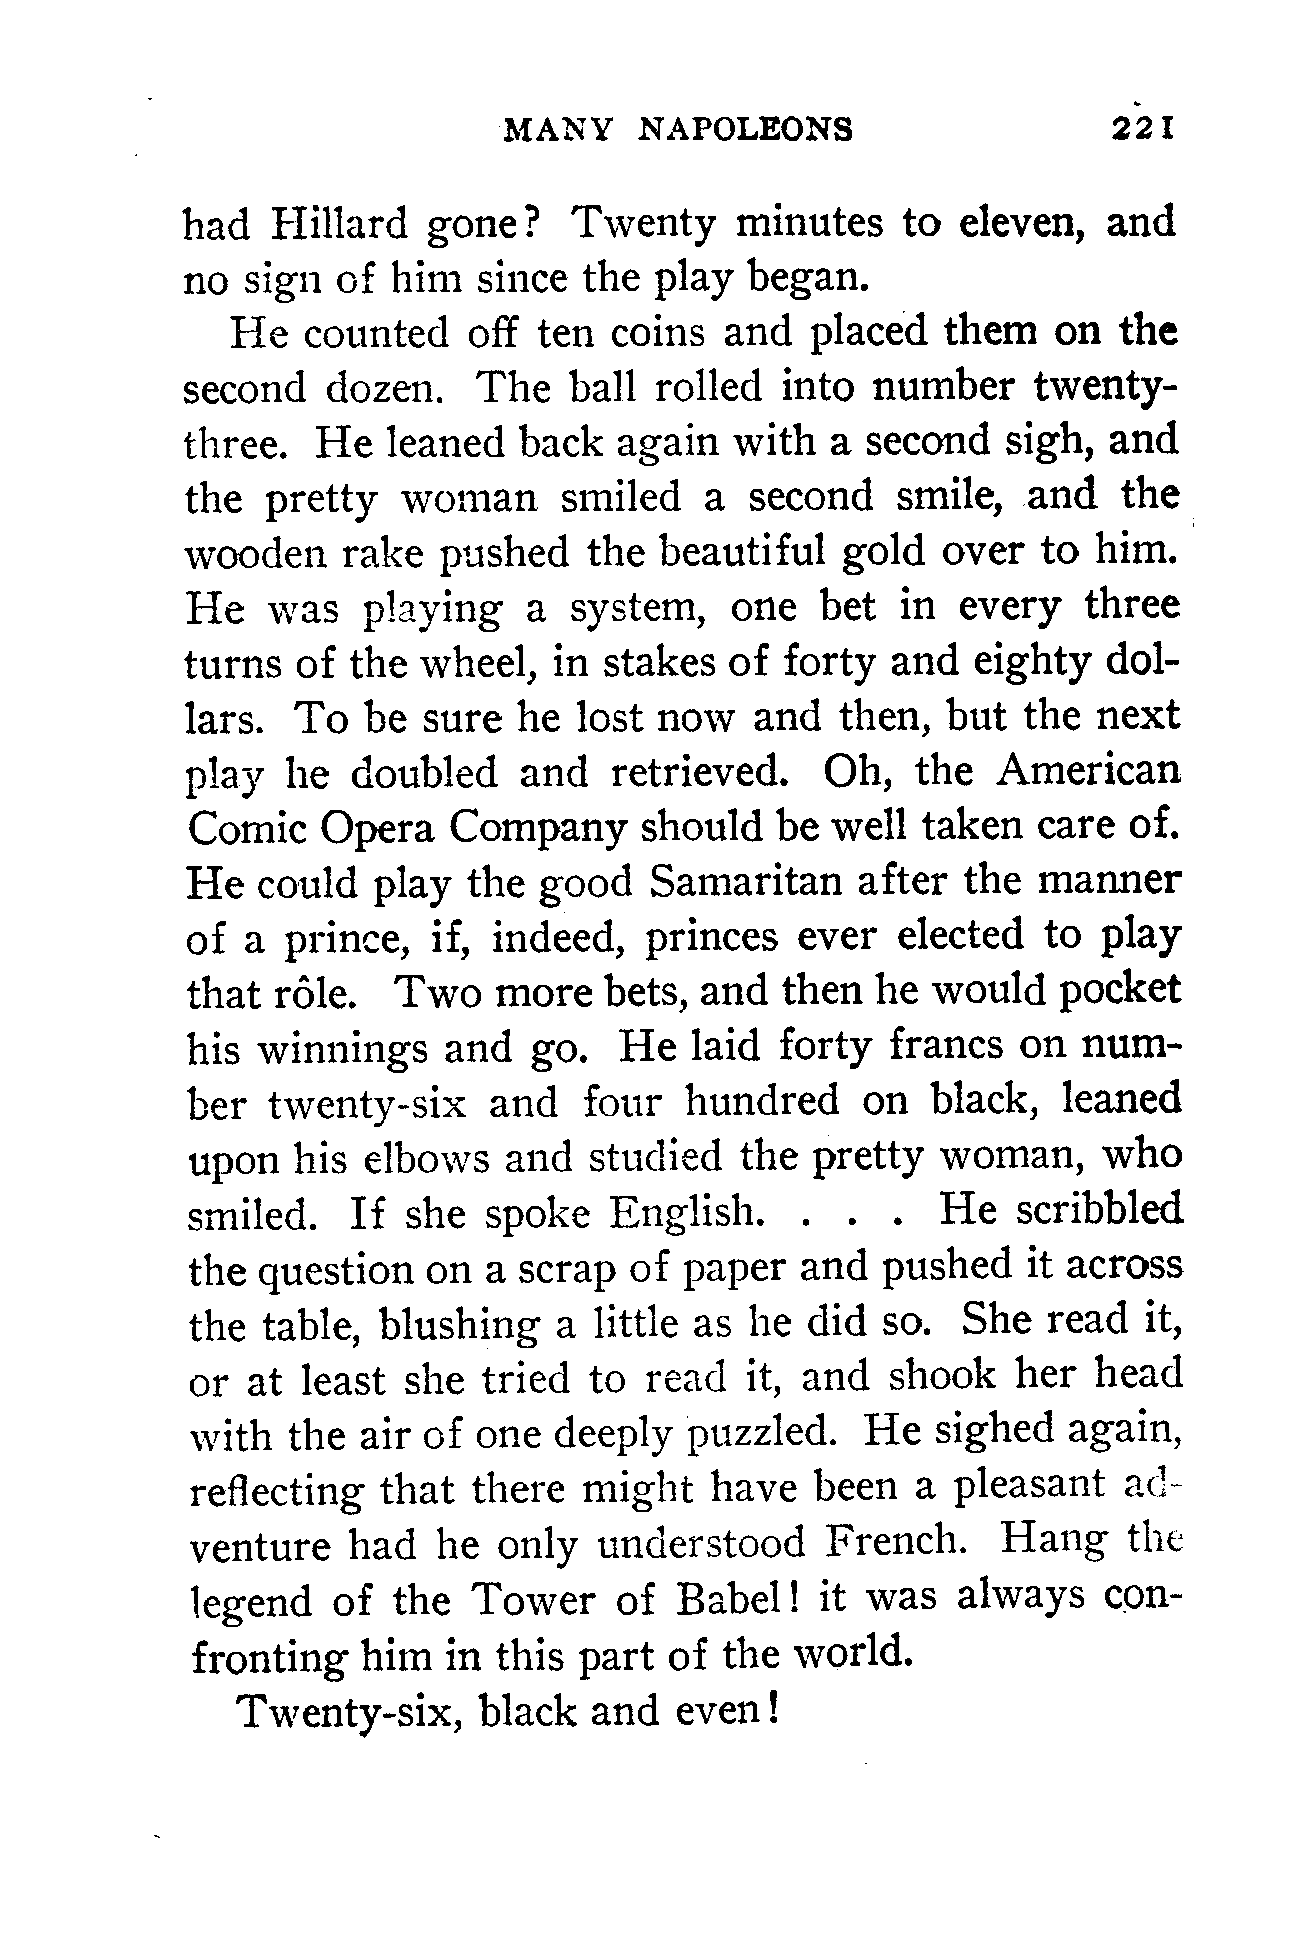 MANY NAPOLEONS 221
had Hillard gone? Twenty minutes to eleven, and
no sign of him since the play began.
He counted off ten coins and placed them on the
second dozen. The ball rolled into number twenty-
three. He leaned back again with a second sigh, and
the pretty woman smiled a second smile, and the
wooden rake pushed the beautiful gold over to him.
He was playing a system, one bet in every three
turns of the wheel, in stakes of forty and eighty dol-
lars. To be sure he lost now and then, but the next
play he doubled and retrieved. Oh, the American
Comic Opera Company should be well taken care of.
He could play the good Samaritan after the manner
of a prince, if, indeed, princes ever elected to play
that rôle. Two more bets, and then he would pocket
his winnings and go. He laid forty francs on num-
ber twenty-six and four hundred on black, leaned
upon his elbows and studied the pretty woman, who
smiled. If she spoke English. . . . He scribbled
the question on a scrap of paper and pushed it across
the table, blushing a little as he did so. She read it,
or at least she tried to read it, and shook her head
with the air of one deeply puzzled. He sighed again,
reflecting that there might have been a pleasant ad-
venture had he only understood French. Hang the
legend of the Tower of Babel! it was always con-
fronting him in this part of the world.
Twenty-six, black and even!